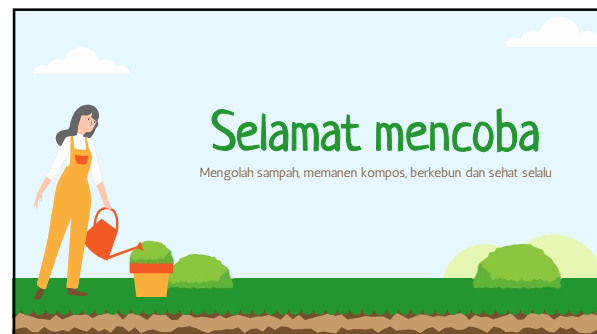 Selamat mencoba
Mengolah sampah, memanen kompos, berkebun dan sehat selalu